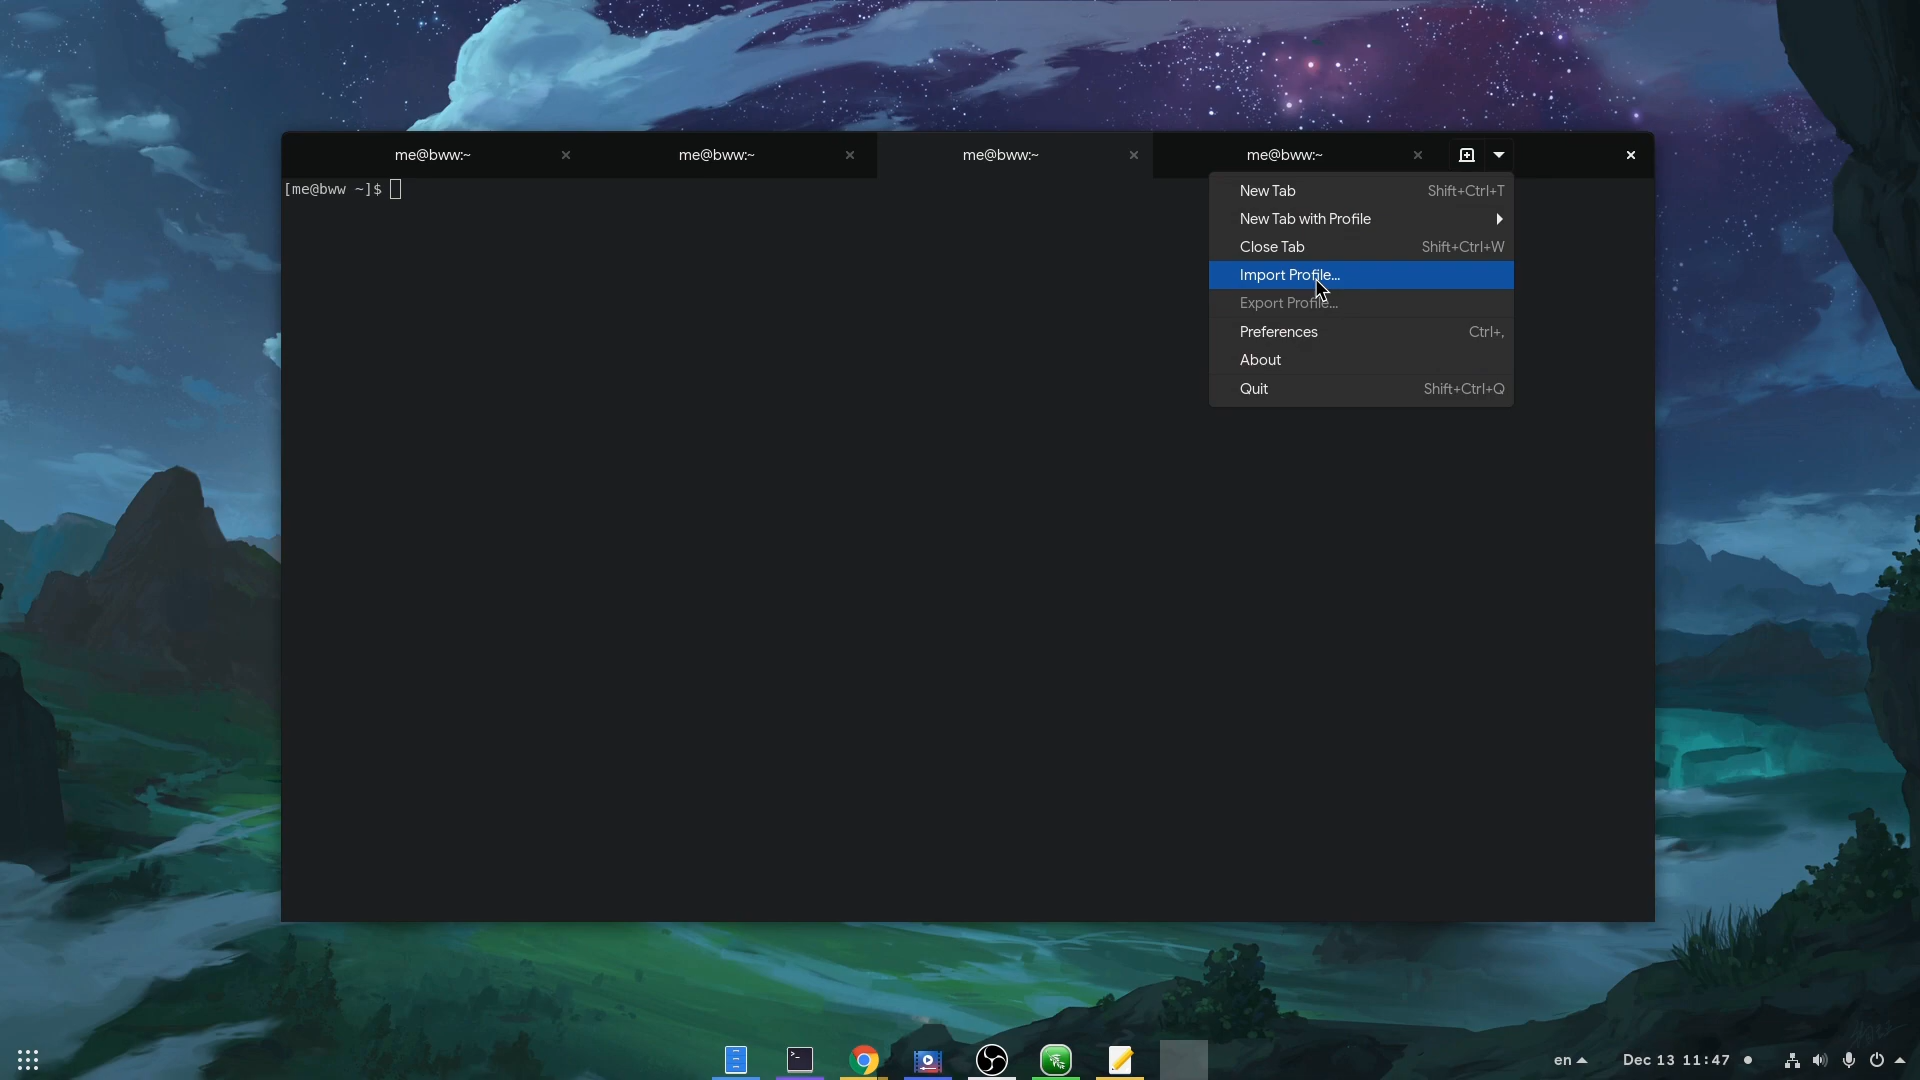 me@bww:~
me@bww:~
me@bww:~
me@bww:~
[me@bww ~]$
New Tab Shift+Ctrl+T
New Tab with Profile
Close Tab Shift+Ctrl+W
Import Profile...
Export Profile...
Preferences Ctrl+,
About
Quit Shift+Ctrl+Q
en
Dec 13 11:47